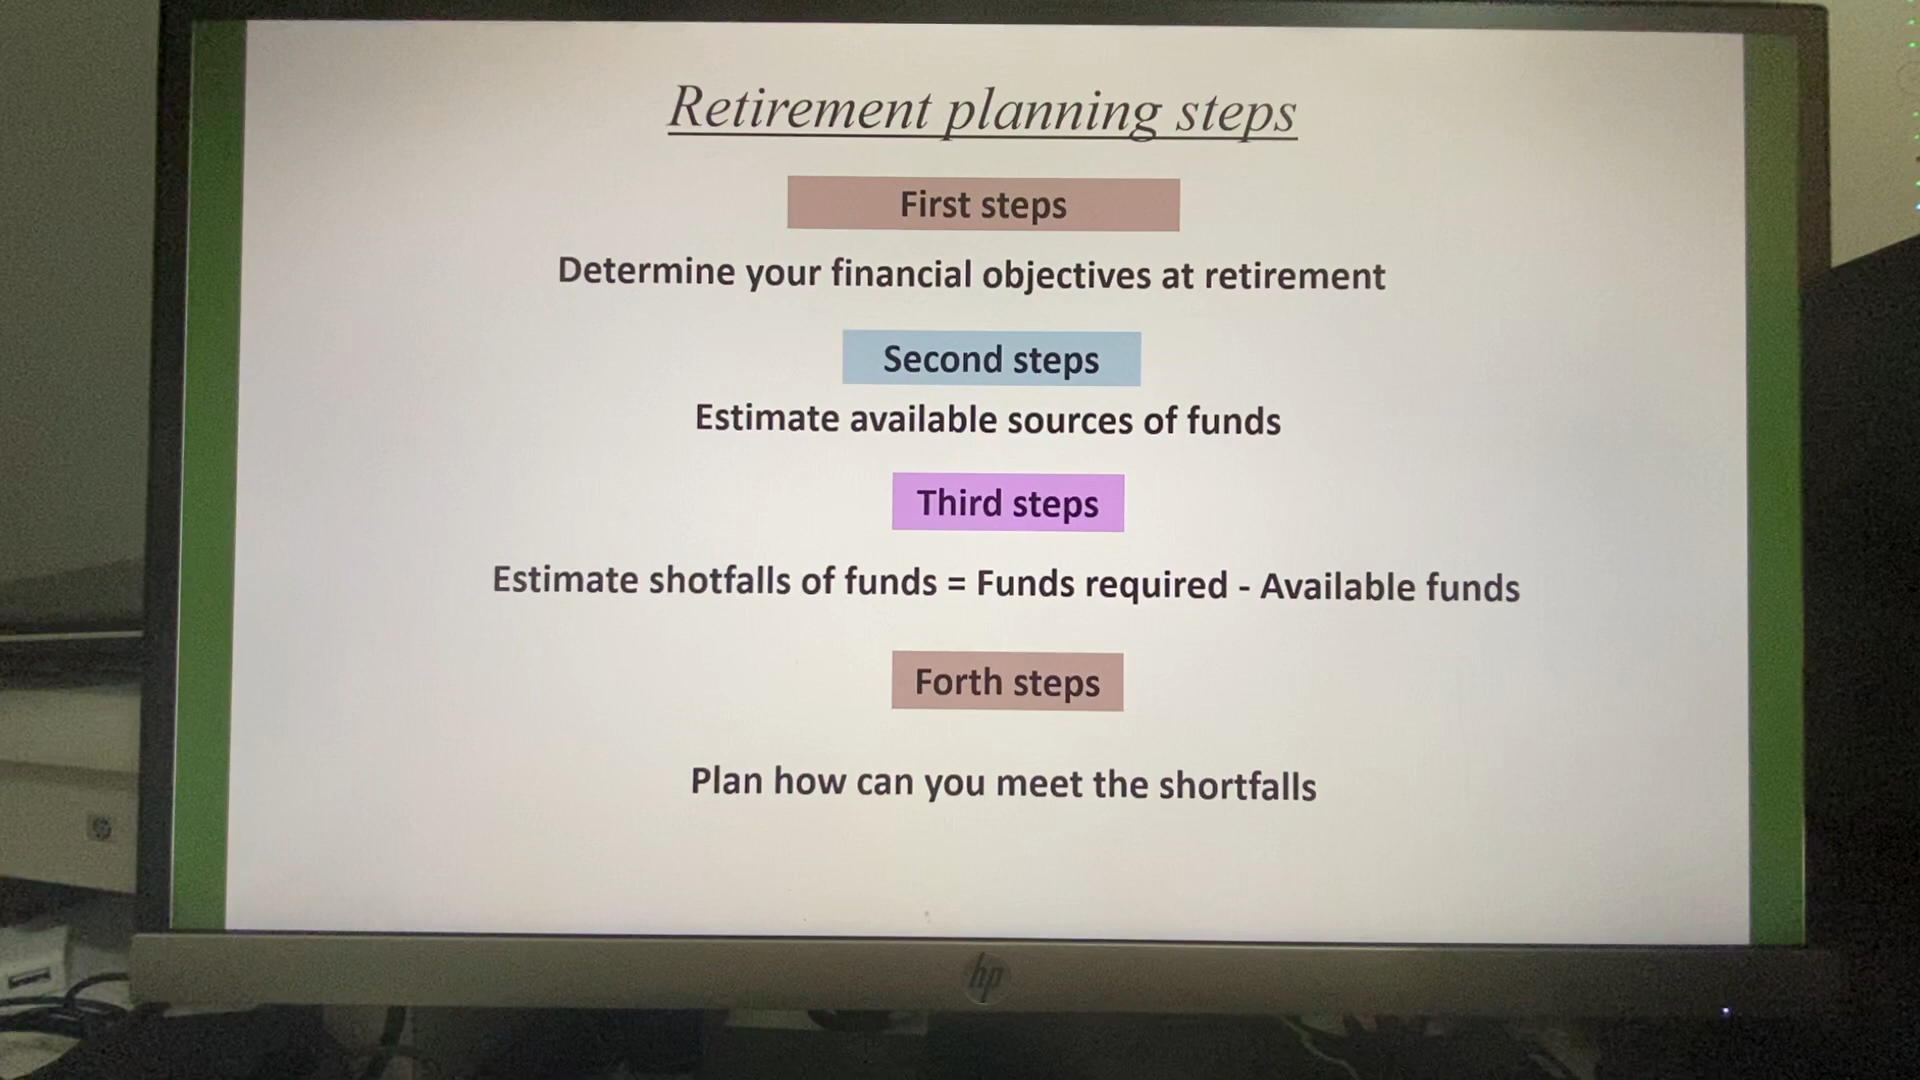 Retirement planning steps
First steps
Determine your financial objectives at retirement
Second steps
Estimate available sources of funds
Third steps
Estimate shotfalls of funds = Funds required - Available funds
Forth steps
Plan how can you meet the shortfalls
hp